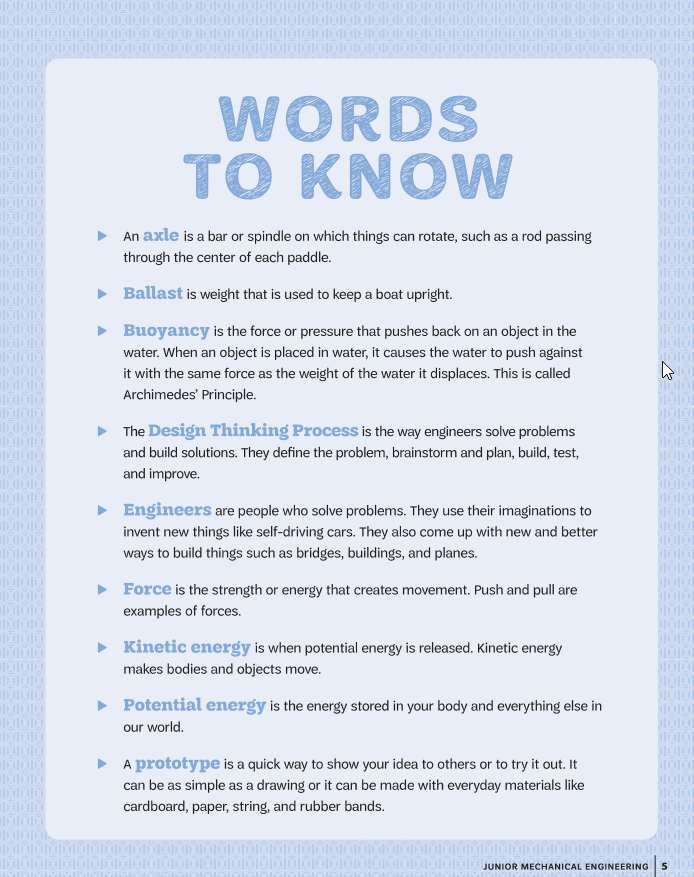 WORDS
TO KNOW
An axle is a bar or spindle on which things can rotate, such as a rod passing
through the center of each paddle.
Ballast is weight that is used to keep a boat upright.
Buoyancy is the force or pressure that pushes back on an object in the
water. When an object is placed in water, it causes the water to push against
it with the same force as the weight of the water it displaces. This is called
Archimedes’ Principle.
The Design Thinking Process is the way engineers solve problems
and build solutions. They define the problem, brainstorm and plan, build, test,
and improve.
Engineers are people who solve problems. They use their imaginations to
invent new things like self-driving cars. They also come up with new and better
ways to build things such as bridges, buildings, and planes.
Force is the strength or energy that creates movement. Push and pull are
examples of forces.
Kinetic energy is when potential energy is released. Kinetic energy
makes bodies and objects move.
Potential energy is the energy stored in your body and everything else in
our world.
A prototype is a quick way to show your idea to others or to try it out. It
can be as simple as a drawing or it can be made with everyday materials like
cardboard, paper, string, and rubber bands.
JUNIOR MECHANICAL ENGINEERING 5